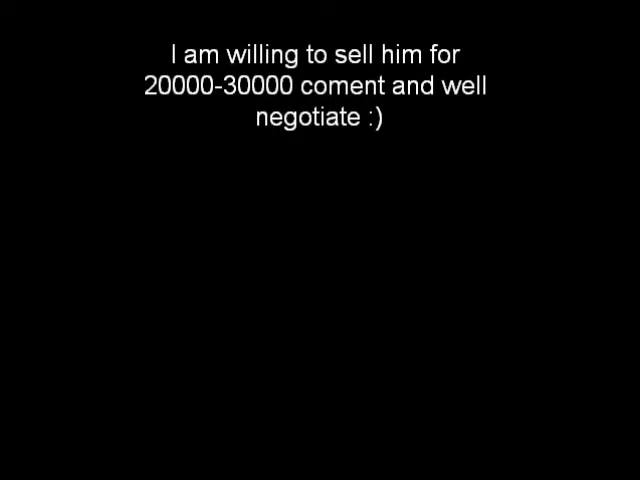 I am willing to sell him for
20000-30000 coment and well
negotiate :)